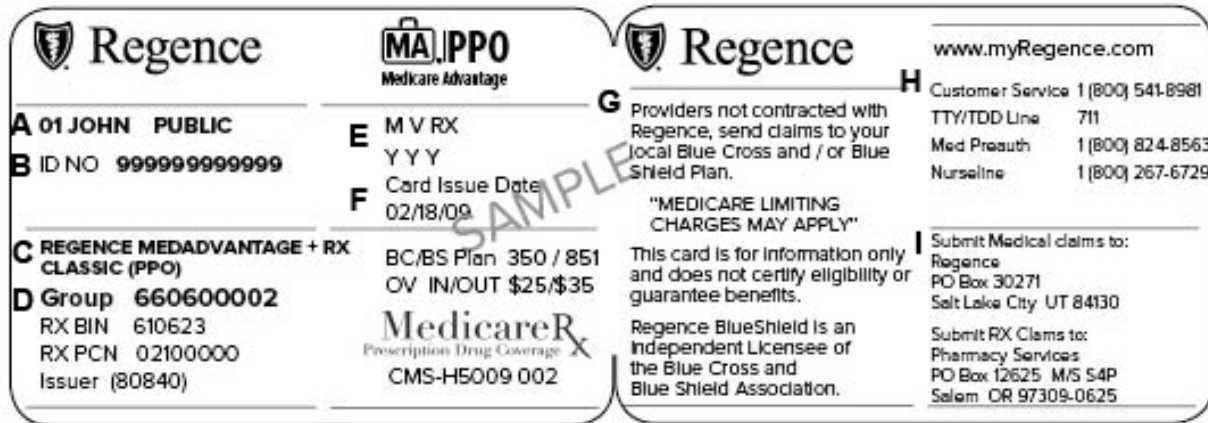 Regence
MA PPO
Medicare Advantage
A 01 JOHN PUBLIC
B ID NO 9999999999999
E M V RX
Y Y Y
F Card Issue Date
02/18/09
SAMPLE
C REGENCE MEDADVANTAGE + RX
CLASSIC (PPO)
D Group 660600002
RX BIN 610623
RX PCN 02100000
Issuer (80840)
BC/BS Plan 350 / 851
OV IN/OUT $25/$35
MedicareRx
Prescription Drug Coverage
CMS-H5009 002
Regence
G Providers not contracted with
Regence, send claims to your
local Blue Cross and / or Blue
Shield Plan.
"MEDICARE LIMITING
CHARGES MAY APPLY"
This card is for information only
and does not certify eligibility or
guarantee benefits.
Regence BlueShield is an
Independent Licensee of
the Blue Cross and
Blue Shield Association.
www.myRegence.com
H Customer Service 1 (800) 541-8981
TTY/TDD Line 711
Med Preauth 1 (800) 824-8563
Nurseline 1 (800) 267-6729
I Submit Medical claims to:
Regence
PO Box 30271
Salt Lake City UT 84130
Submit RX Clams to:
Pharmacy Services
PO Box 12625 M/S S4P
Salem OR 97309-0625